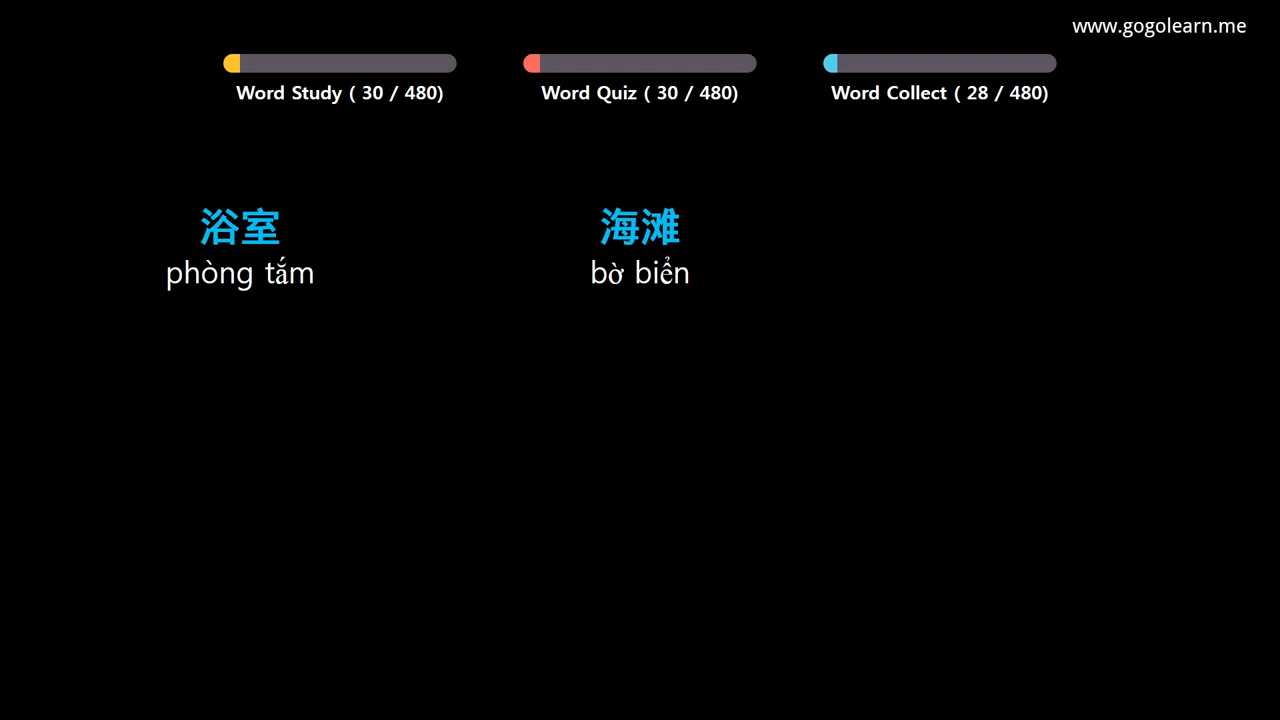 www.gogolearn.me
Word Study ( 30 / 480)
Word Quiz ( 30 / 480)
Word Collect ( 28 / 480)
浴室
phòng tắm
海滩
bờ biển